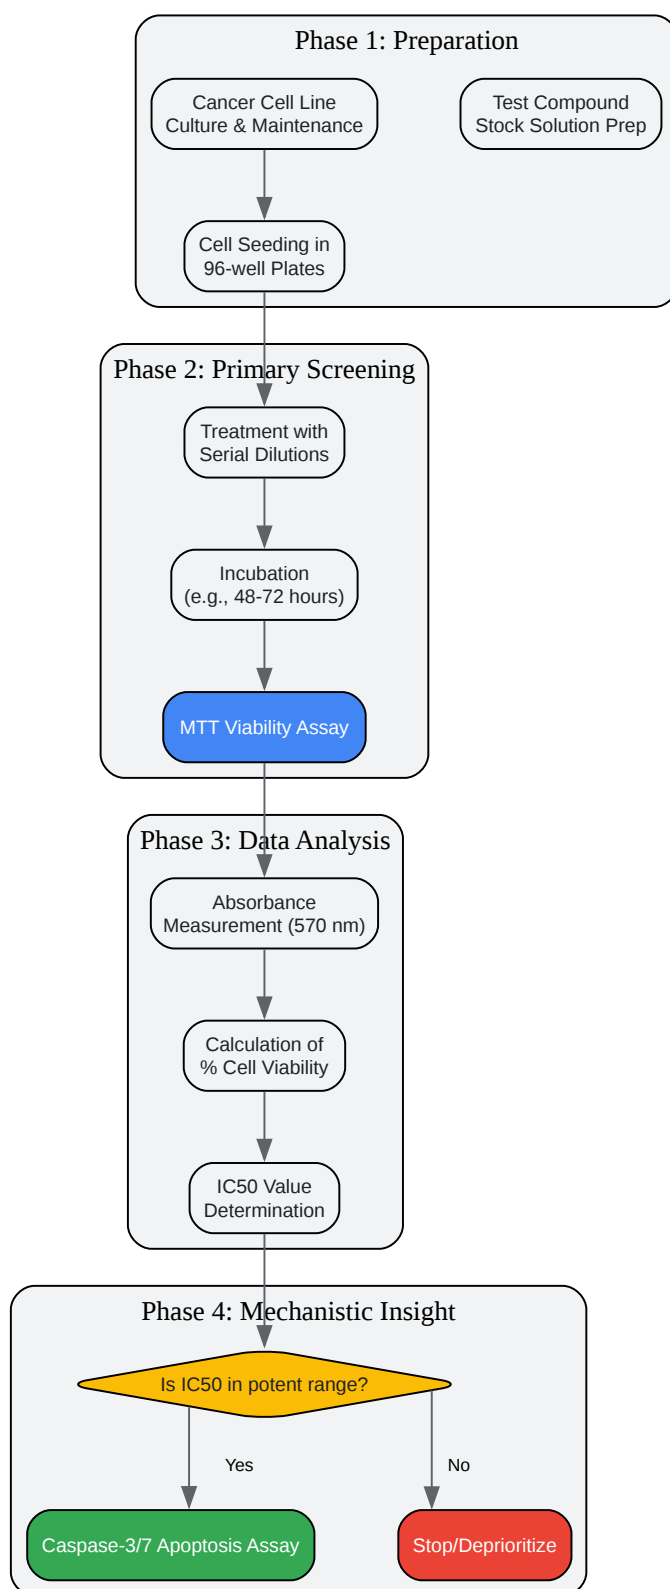 Phase 1: Preparation
Cancer Cell Line
Culture & Maintenance
Test Compound
Stock Solution Prep
Cell Seeding in
96-well Plates
Phase 2: Primary Screening
Treatment with
Serial Dilutions
Incubation
(e.g., 48-72 hours)
MTT Viability Assay
Phase 3: Data Analysis
Absorbance
Measurement (570 nm)
Calculation of
% Cell Viability
IC50 Value
Determination
Phase 4: Mechanistic Insight
Is IC50 in potent range?
Yes
No
Caspase-3/7 Apoptosis Assay
Stop/Deprioritize